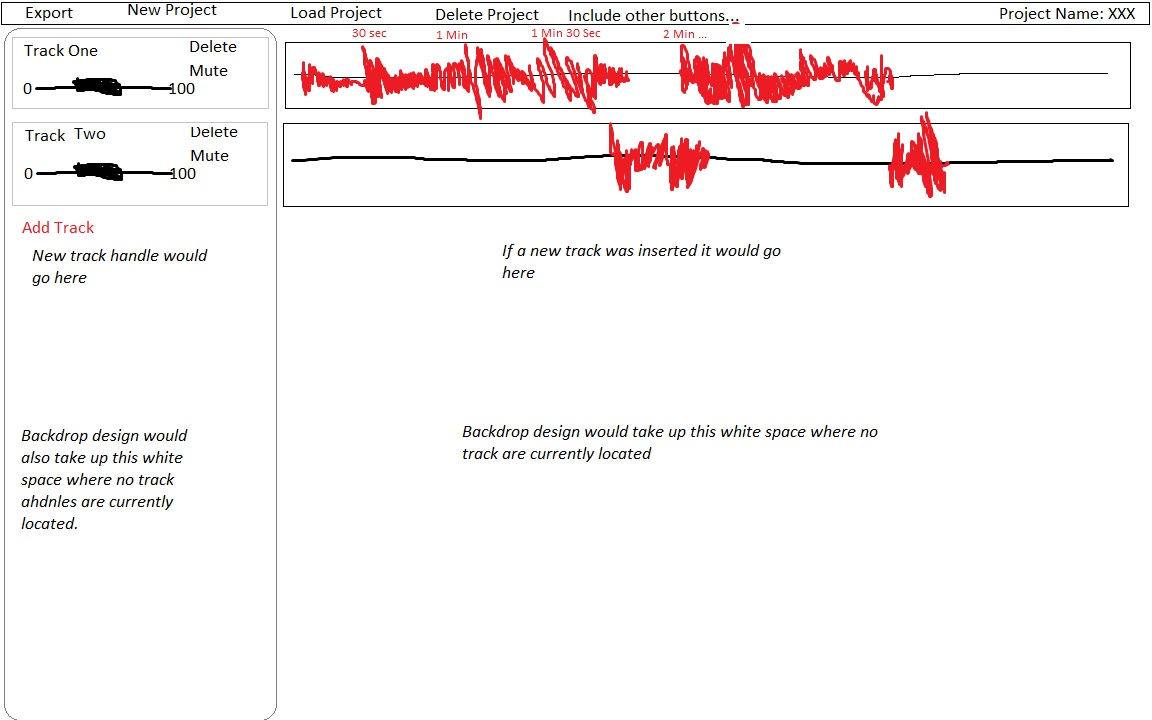 Export New Project Load Project Delete Project Include other buttons... Project Name: XXX
30 sec 1 Min 1 Min 30 Sec 2 Min ...
Track One Delete
Mute
0 100
Track Two Delete
Mute
0 100
Add Track
New track handle would
go here
If a new track was inserted it would go
here
Backdrop design would
also take up this white
space where no track
ahdnles are currently
located.
Backdrop design would take up this white space where no
track are currently located